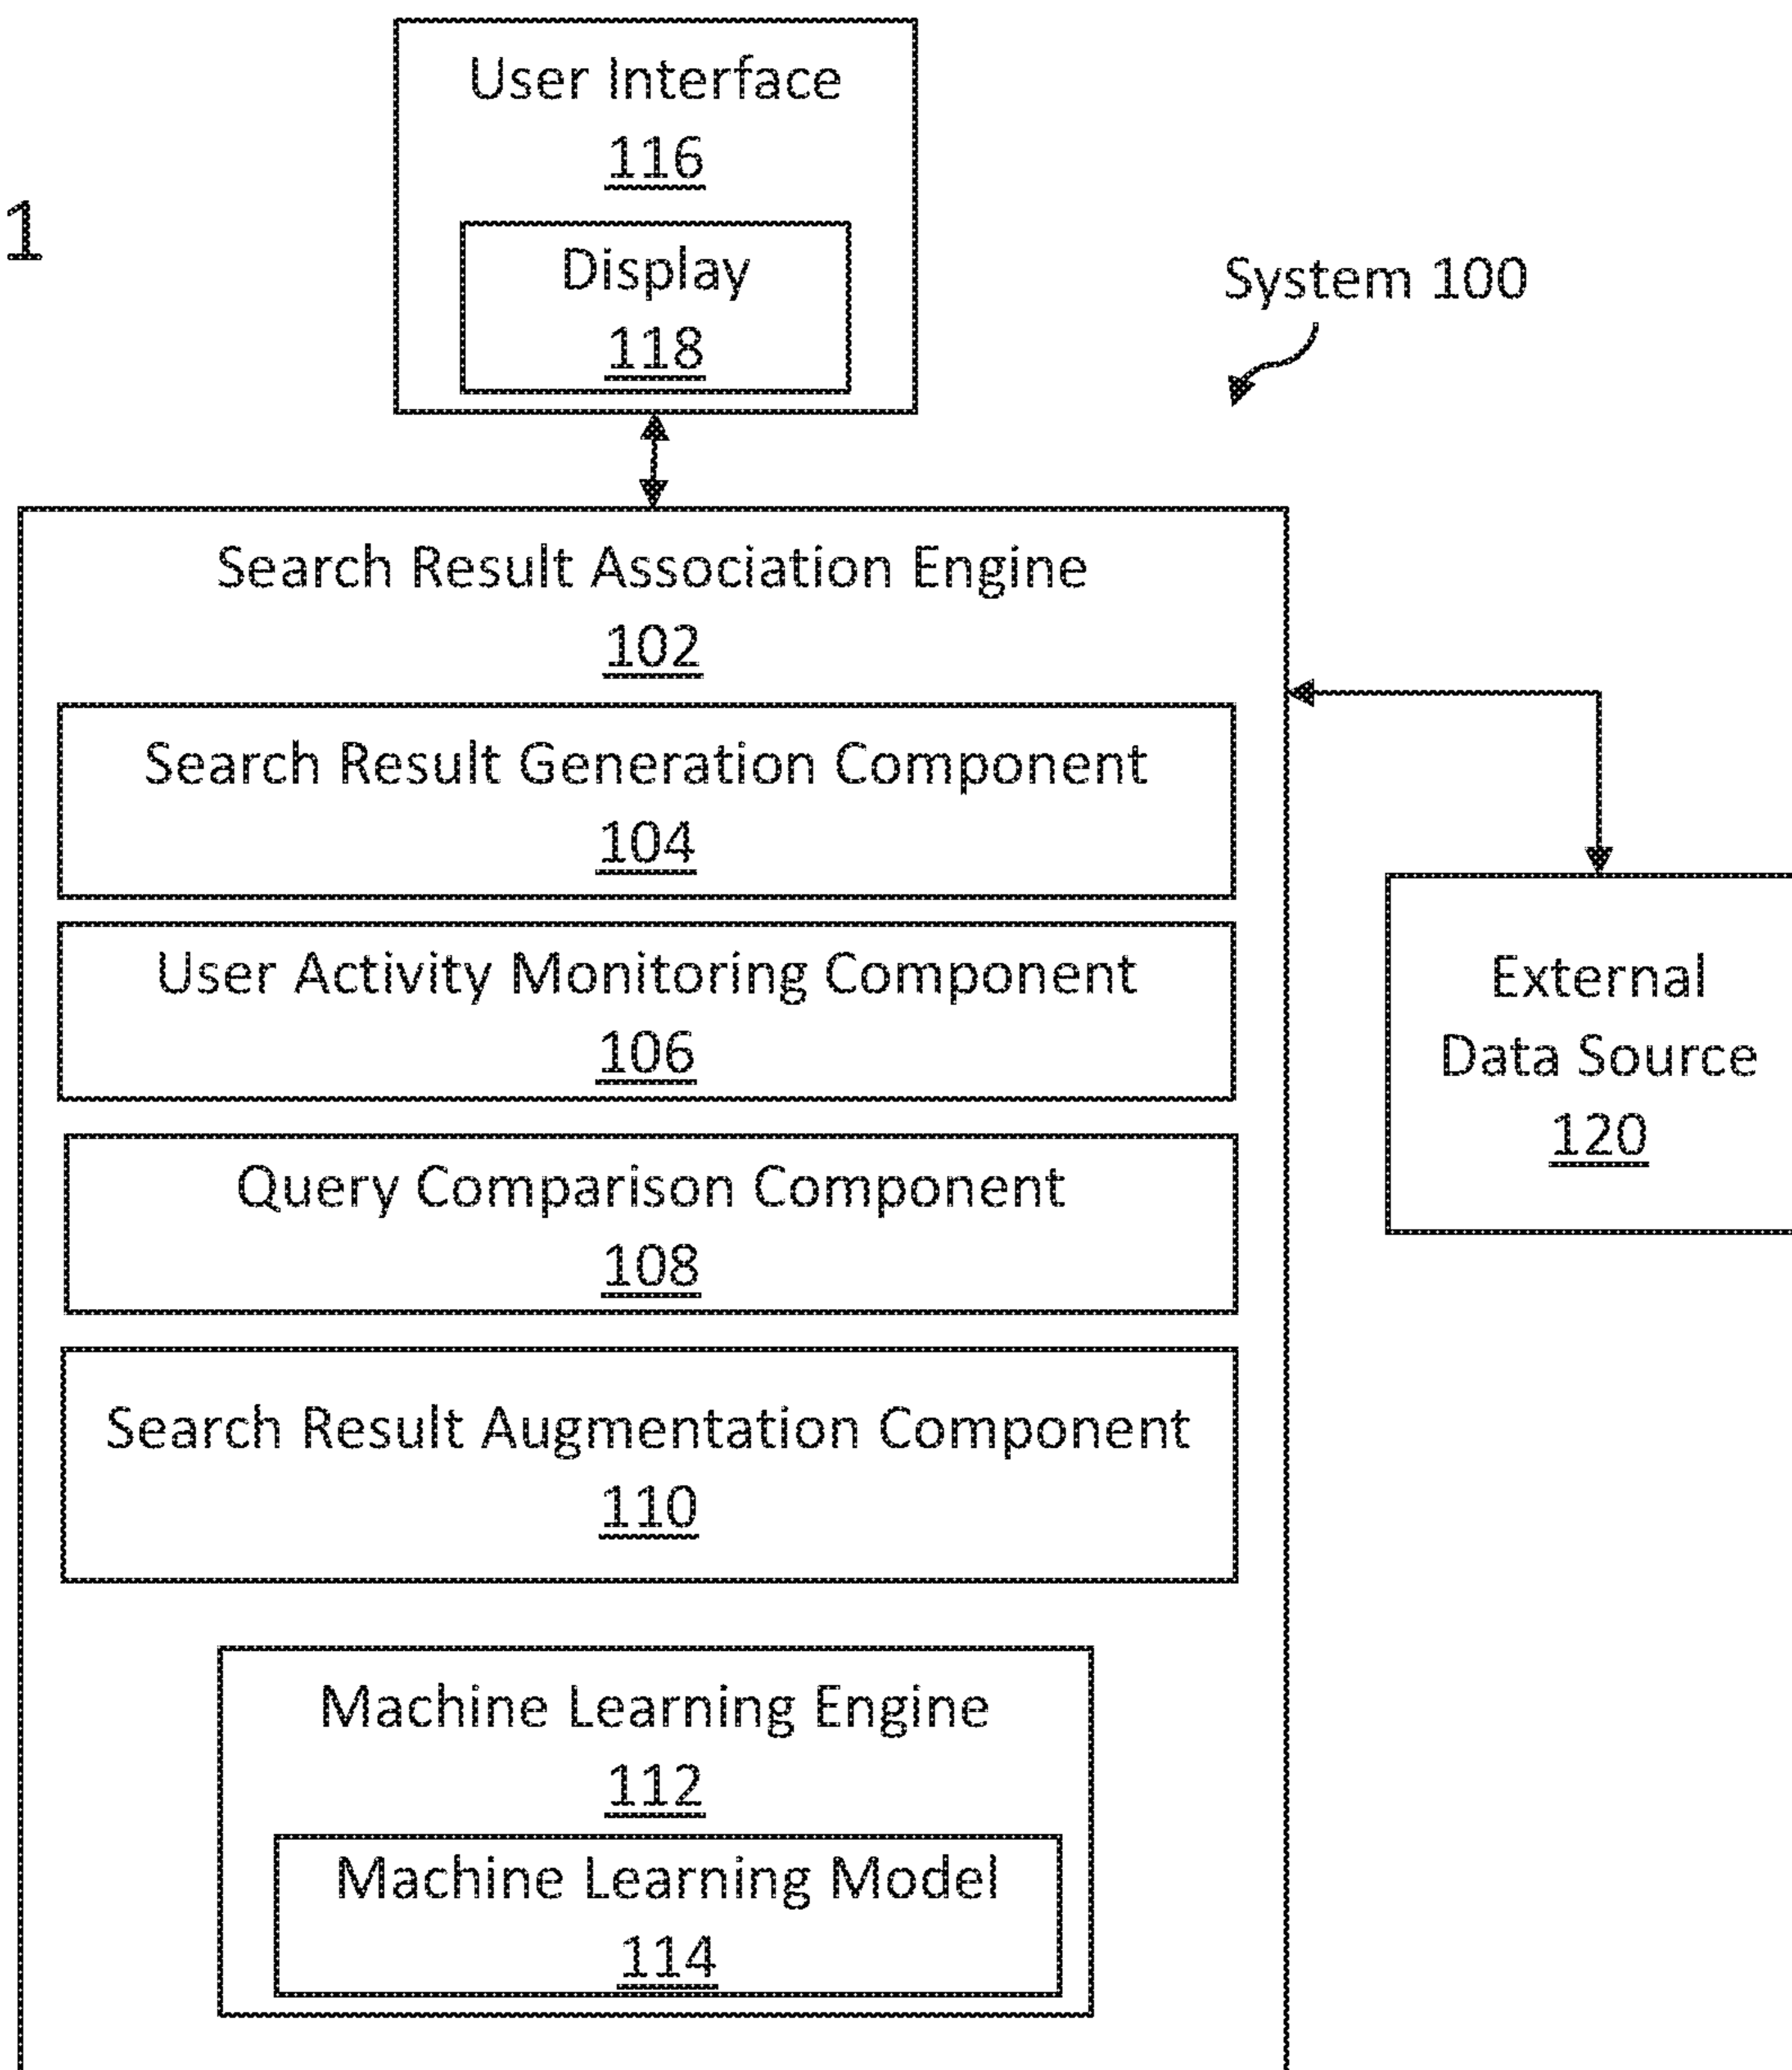 1
User Interface
116
Display
118
System 100
Search Result Association Engine
102
Search Result Generation Component
104
User Activity Monitoring Component
106
Query Comparison Component
108
Search Result Augmentation Component
110
Machine Learning Engine
112
Machine Learning Model
114
External
Data Source
120